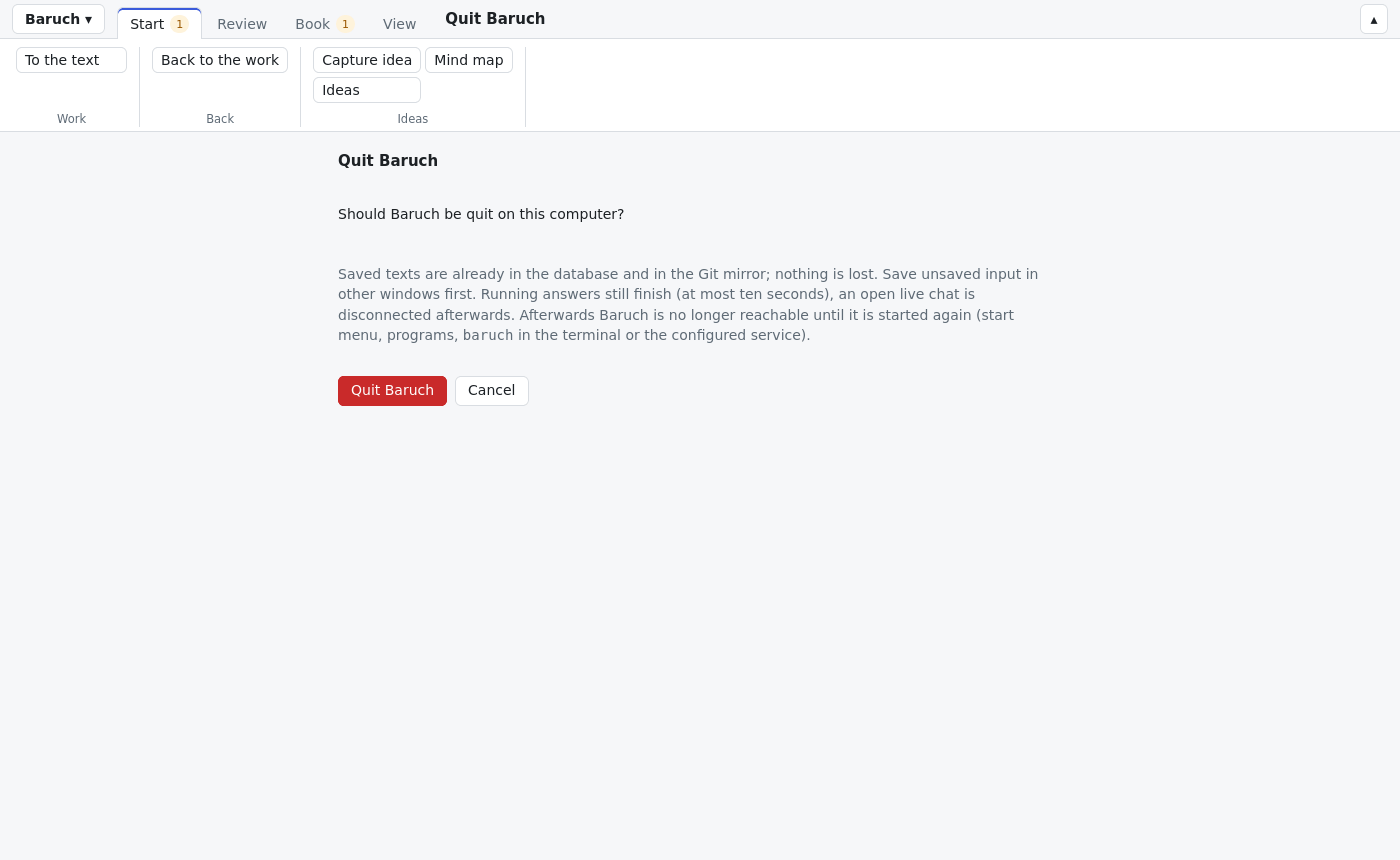 Baruch ▾ Start 1 Review Book 1 View Quit Baruch ▴
To the text Back to the work Capture idea Mind map
Ideas
Work Back Ideas
Quit Baruch
Should Baruch be quit on this computer?
Saved texts are already in the database and in the Git mirror; nothing is lost. Save unsaved input in
other windows first. Running answers still finish (at most ten seconds), an open live chat is
disconnected afterwards. Afterwards Baruch is no longer reachable until it is started again (start
menu, programs, baruch in the terminal or the configured service).
Quit Baruch Cancel